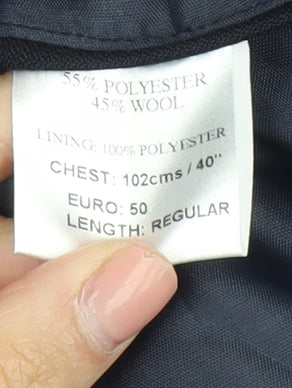 55% POLYESTER
45% WOOL
LINING: 100% POLYESTER
CHEST: 102cms / 40"
EURO: 50
LENGTH: REGULAR